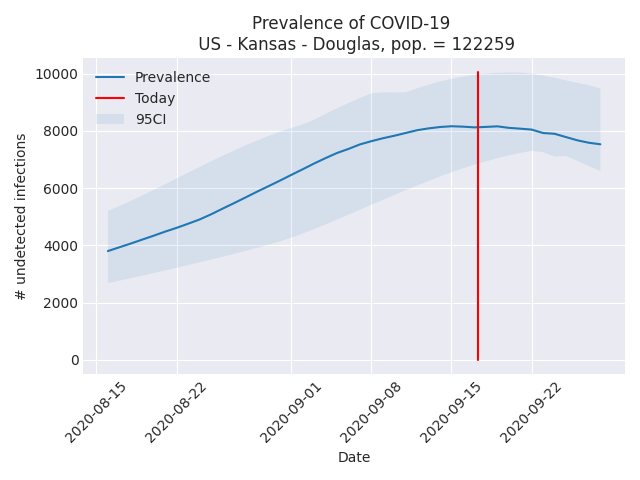 Prevalence of COVID-19
US - Kansas - Douglas, pop. = 122259
Prevalence
Today
95CI
10000
8000
6000
4000
2000
0
# undetected infections
2020-08-15
2020-08-22
2020-09-01
2020-09-08
2020-09-15
2020-09-22
Date